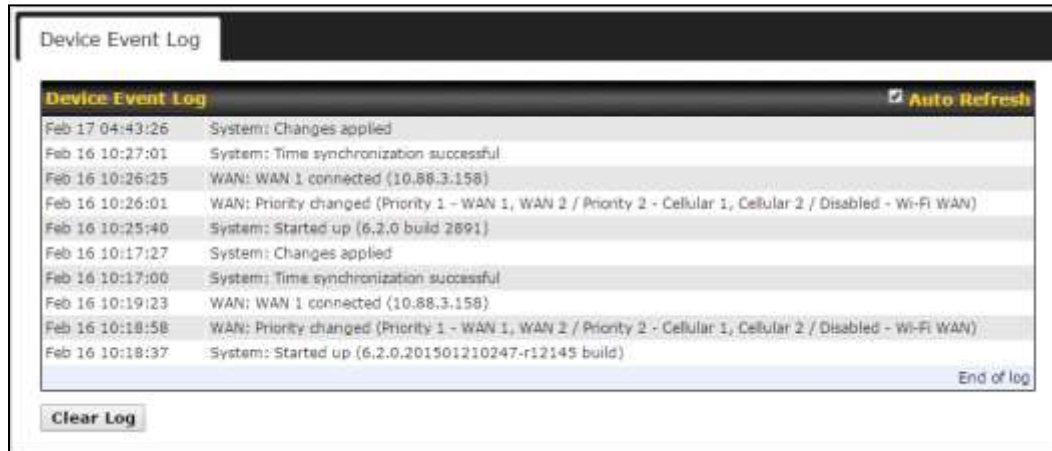 Device Event Log
Device Event Log Auto Refresh
Feb 17 04:43:26 System: Changes applied
Feb 16 10:27:01 System: Time synchronization successful
Feb 16 10:26:25 WAN: WAN 1 connected (10.88.3.158)
Feb 16 10:26:01 WAN: Priority changed (Priority 1 - WAN 1, WAN 2 / Priority 2 - Cellular 1, Cellular 2 / Disabled - Wi-Fi WAN)
Feb 16 10:25:40 System: Started up (6.2.0 build 2891)
Feb 16 10:17:27 System: Changes applied
Feb 16 10:17:00 System: Time synchronization successful
Feb 16 10:19:23 WAN: WAN 1 connected (10.88.3.158)
Feb 16 10:18:58 WAN: Priority changed (Priority 1 - WAN 1, WAN 2 / Priority 2 - Cellular 1, Cellular 2 / Disabled - Wi-Fi WAN)
Feb 16 10:18:37 System: Started up (6.2.0.201501210247-r12145 build)
End of log
Clear Log